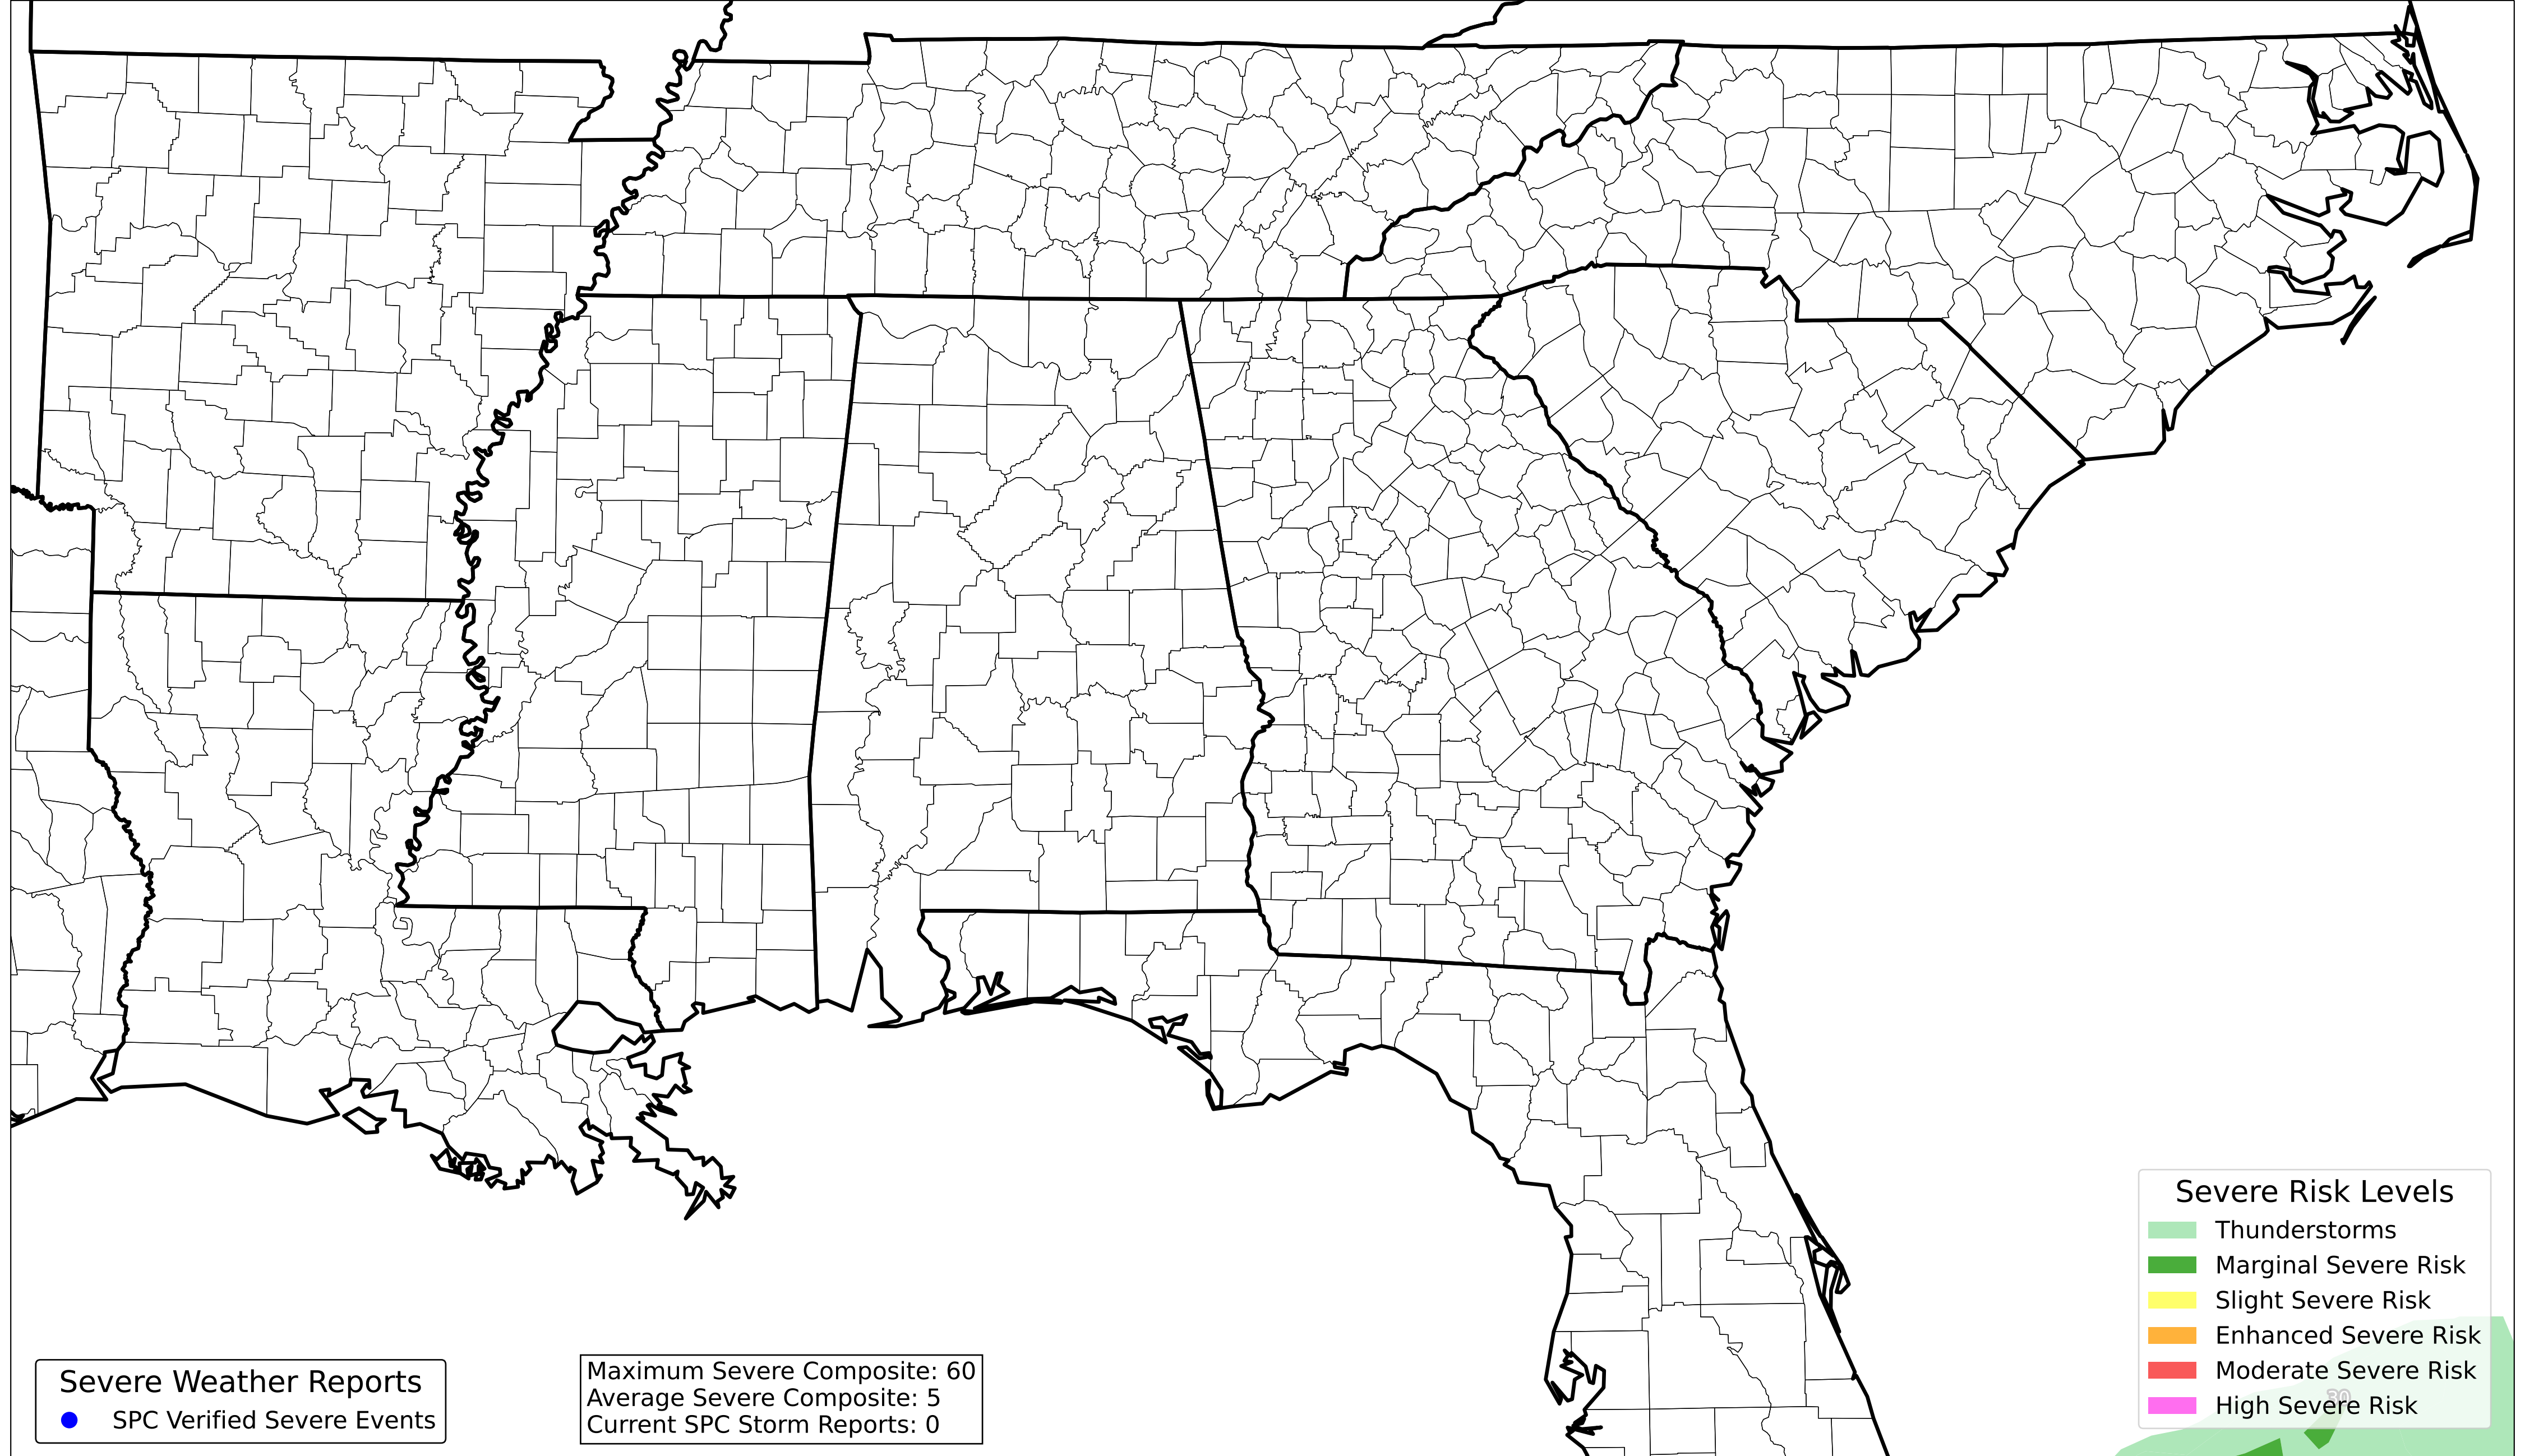 Severe Risk Levels
Thunderstorms
Marginal Severe Risk
Slight Severe Risk
Enhanced Severe Risk
Moderate Severe Risk
30
High Severe Risk
Severe Weather Reports
SPC Verified Severe Events
Maximum Severe Composite: 60
Average Severe Composite: 5
Current SPC Storm Reports: 0